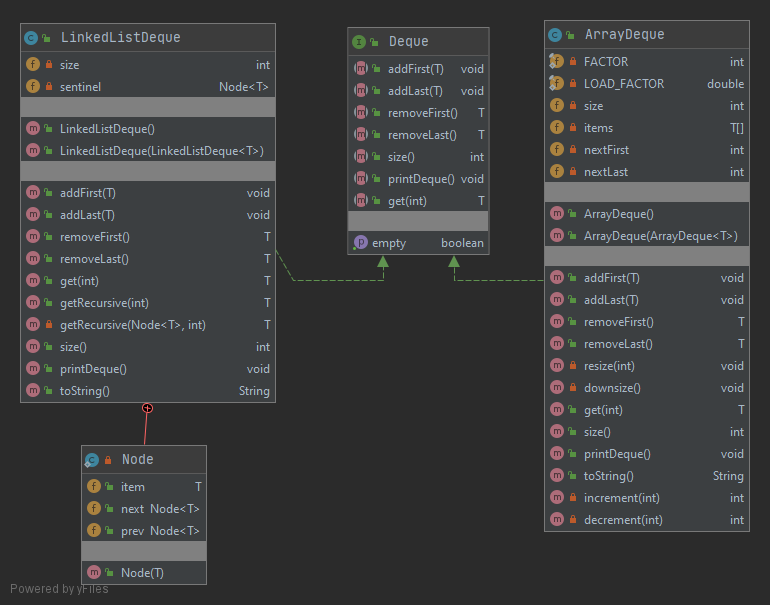 LinkedListDeque
size int
sentinel Node<T>
LinkedListDeque()
LinkedListDeque(LinkedListDeque<T>)
addFirst(T) void
addLast(T) void
removeFirst() T
removeLast() T
get(int) T
getRecursive(int) T
getRecursive(Node<T>, int) T
size() int
printDeque() void
toString() String
Node
item T
next Node<T>
prev Node<T>
Node(T)
Deque
addFirst(T) void
addLast(T) void
removeFirst() T
removeLast() T
size() int
printDeque() void
get(int) T
empty boolean
ArrayDeque
FACTOR int
LOAD_FACTOR double
size int
items T[]
nextFirst int
nextLast int
ArrayDeque()
ArrayDeque(ArrayDeque<T>)
addFirst(T) void
addLast(T) void
removeFirst() T
removeLast() T
resize(int) void
downsize() void
get(int) T
size() int
printDeque() void
toString() String
increment(int) int
decrement(int) int
Powered by yFiles